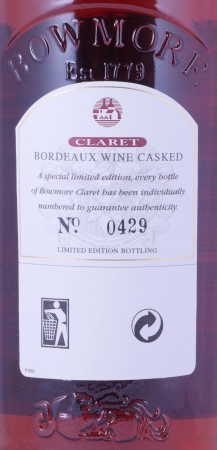 BOWMORE
Est 1779
CLARET
BORDEAUX WINE CASKED
A special limited edition, every bottle
of Bowmore Claret has been individually
numbered to guarantee authenticity.
Nº 0429
LIMITED EDITION BOTTLING